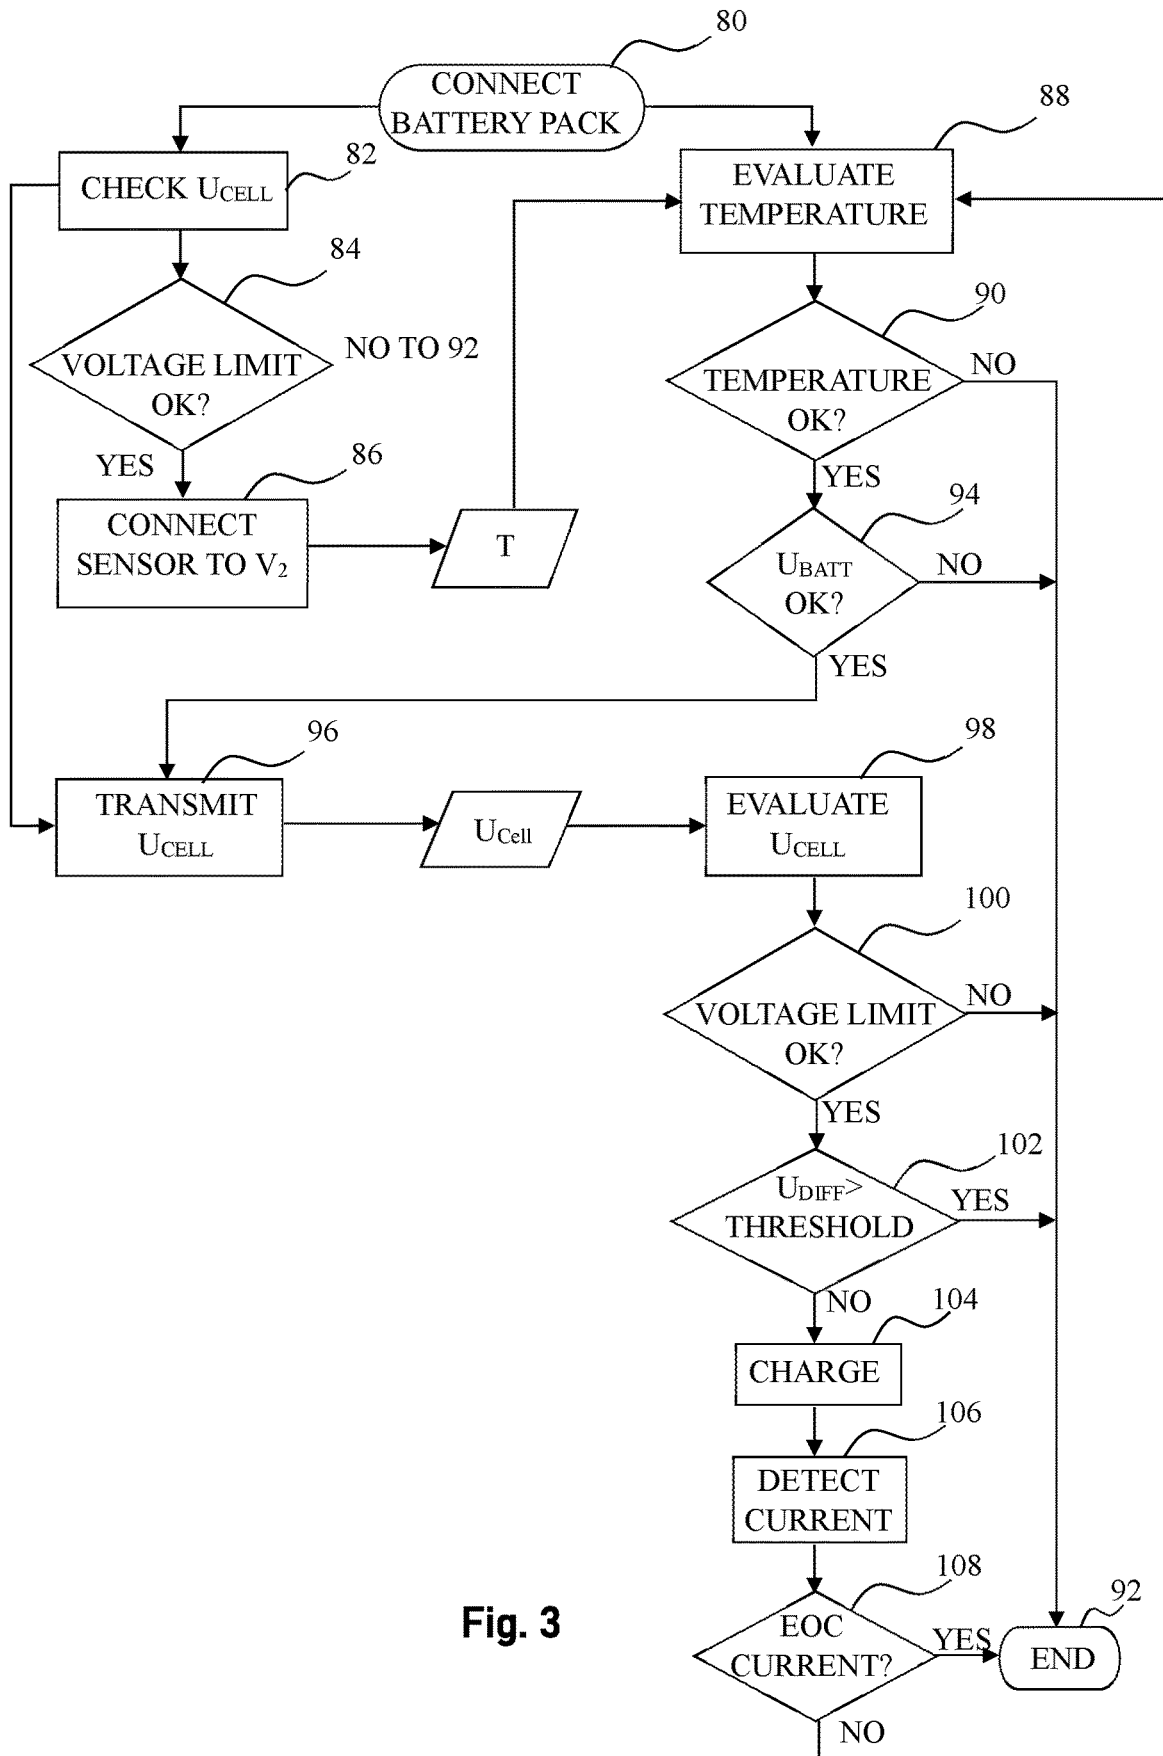 80
CONNECT
BATTERY PACK
88
82
CHECK UCELL
EVALUATE
TEMPERATURE
84
VOLTAGE LIMIT
OK?
NO TO 92
90
TEMPERATURE
OK?
NO
YES
86
CONNECT
SENSOR TO V2
T
YES
94
UBATT
OK?
NO
YES
96
TRANSMIT
UCELL
UCell
98
EVALUATE
UCELL
100
VOLTAGE LIMIT
OK?
NO
YES
102
UDIFF>
THRESHOLD
YES
NO
104
CHARGE
106
DETECT
CURRENT
108
EOC
CURRENT?
YES
92
END
NO
Fig. 3